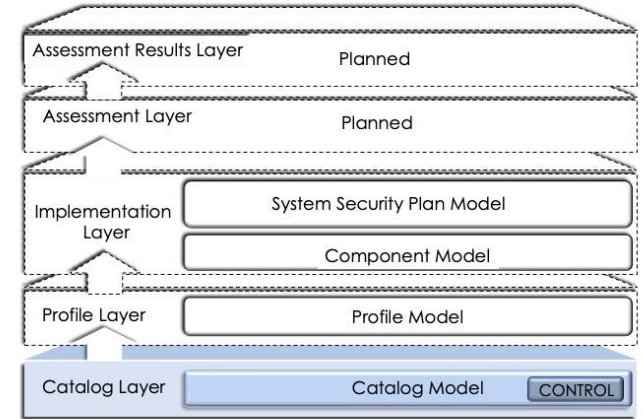 Assessment Results Layer
Planned
Assessment Layer
Planned
Implementation
Layer
System Security Plan Model
Component Model
Profile Layer
Profile Model
Catalog Layer
Catalog Model
CONTROL